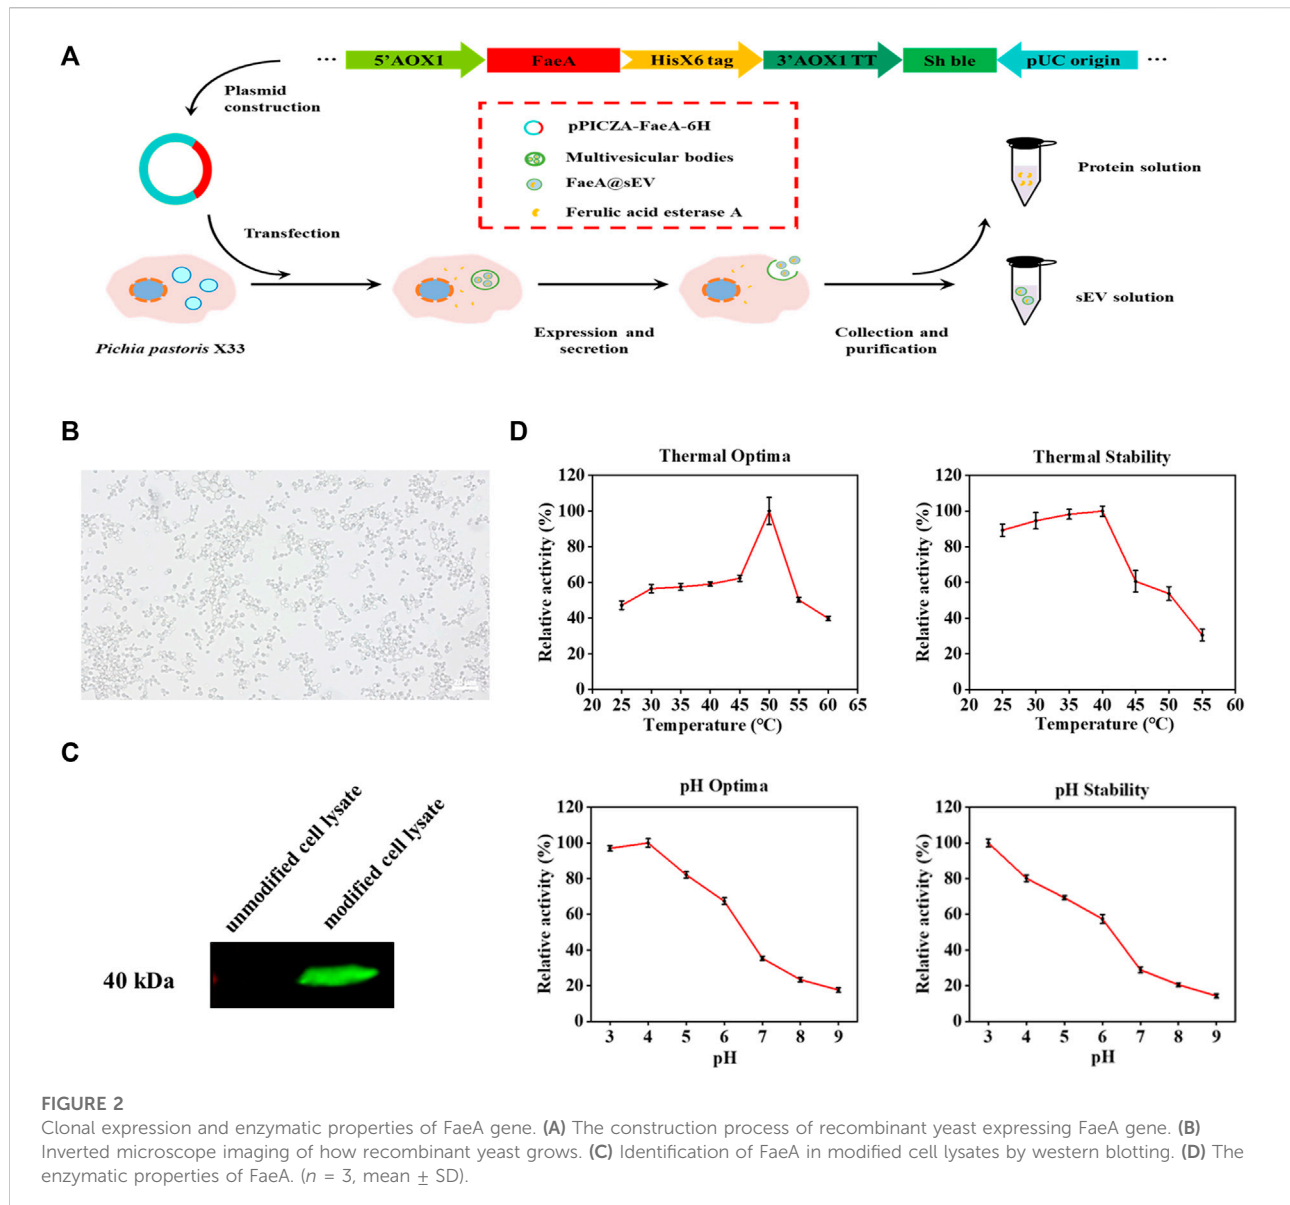 A
... 5'AOX1 FaeA HisX6 tag 3'AOX1 TT Sh ble pUC origin ...
Plasmid
construction
pPICZA-FaeA-6H
Multivesicular bodies
FaeA@sEV
Ferulic acid esterase A
Protein solution
Transfection
sEV solution
Expression and
secretion
Collection and
purification
Pichia pastoris X33
B
C
unmodified cell lysate
modified cell lysate
40 kDa
D
Thermal Optima
Relative activity (%)
120
100
80
60
40
20
0
20 25 30 35 40 45 50 55 60 65
Temperature (°C)
Thermal Stability
Relative activity (%)
120
100
80
60
40
20
0
20 25 30 35 40 45 50 55 60
Temperature (°C)
pH Optima
Relative activity (%)
120
100
80
60
40
20
0
3 4 5 6 7 8 9
pH
pH Stability
Relative activity (%)
120
100
80
60
40
20
0
3 4 5 6 7 8 9
pH
FIGURE 2
Clonal expression and enzymatic properties of FaeA gene. (A) The construction process of recombinant yeast expressing FaeA gene. (B)
Inverted microscope imaging of how recombinant yeast grows. (C) Identification of FaeA in modified cell lysates by western blotting. (D) The
enzymatic properties of FaeA. (n = 3, mean ± SD).